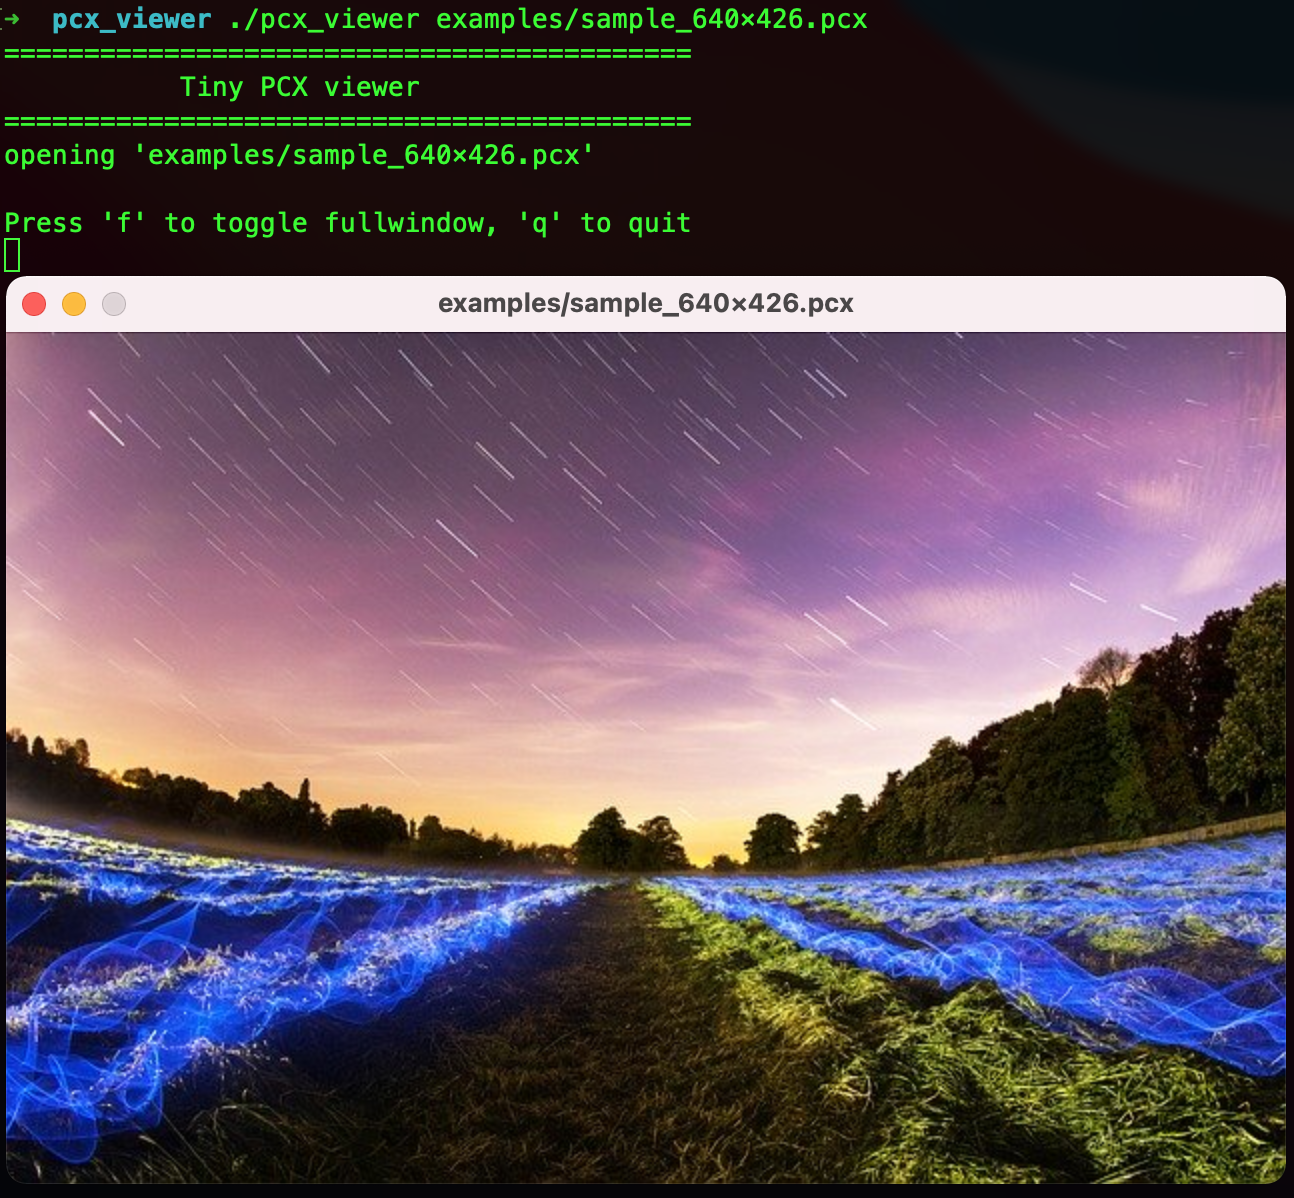 ➜  pcx_viewer ./pcx_viewer examples/sample_640×426.pcx
===========================================
           Tiny PCX viewer
===========================================
opening 'examples/sample_640×426.pcx'
Press 'f' to toggle fullwindow, 'q' to quit
examples/sample_640×426.pcx